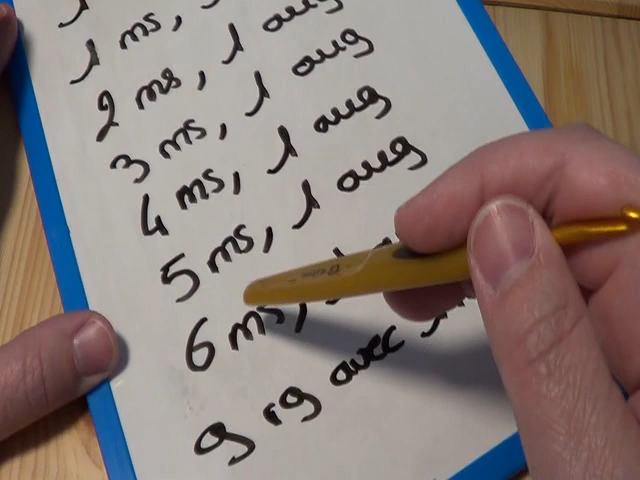 1 ms,
2 ms, 1 aug
3 ms, 1 aug
4 ms, 1 aug
5 ms, 1 aug
6 ms,
9 rg avec